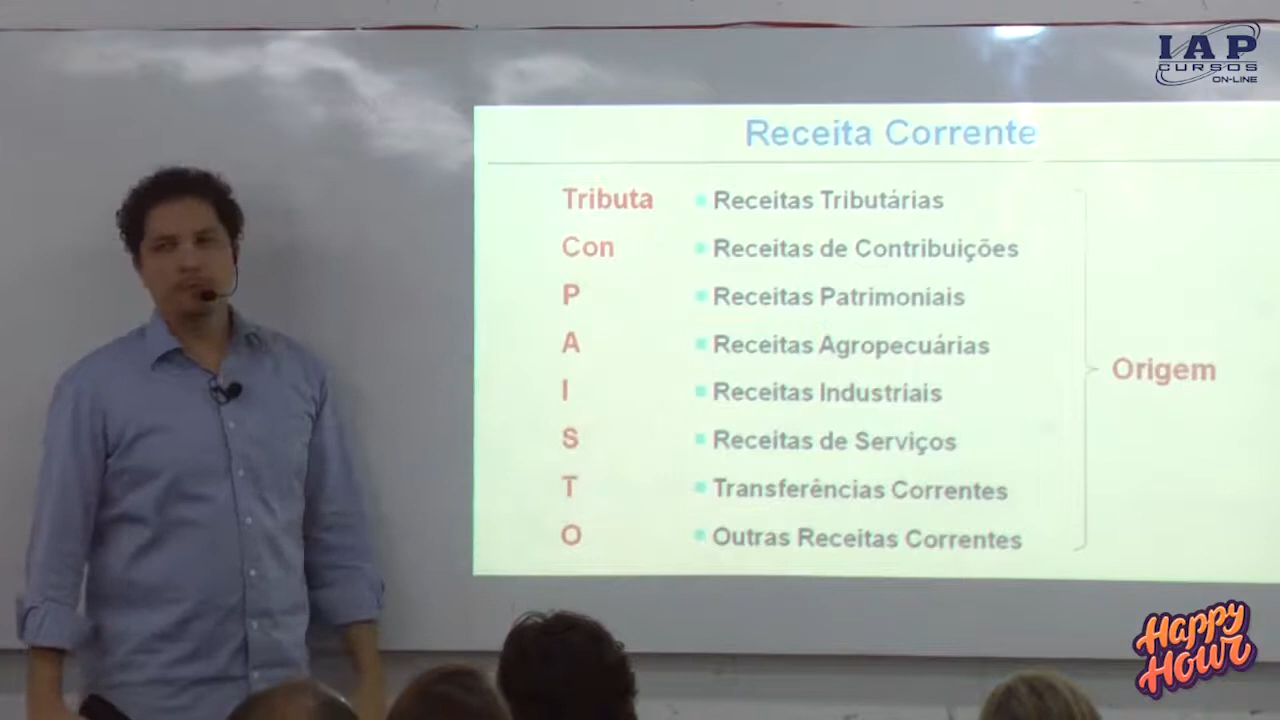 IAP
CURSOS
ON-LINE
Receita Corrente
Tributa Receitas Tributárias
Con Receitas de Contribuições
P Receitas Patrimoniais
A Receitas Agropecuárias
I Receitas Industriais
S Receitas de Serviços
T Transferências Correntes
O Outras Receitas Correntes
Origem
Happy
Hour